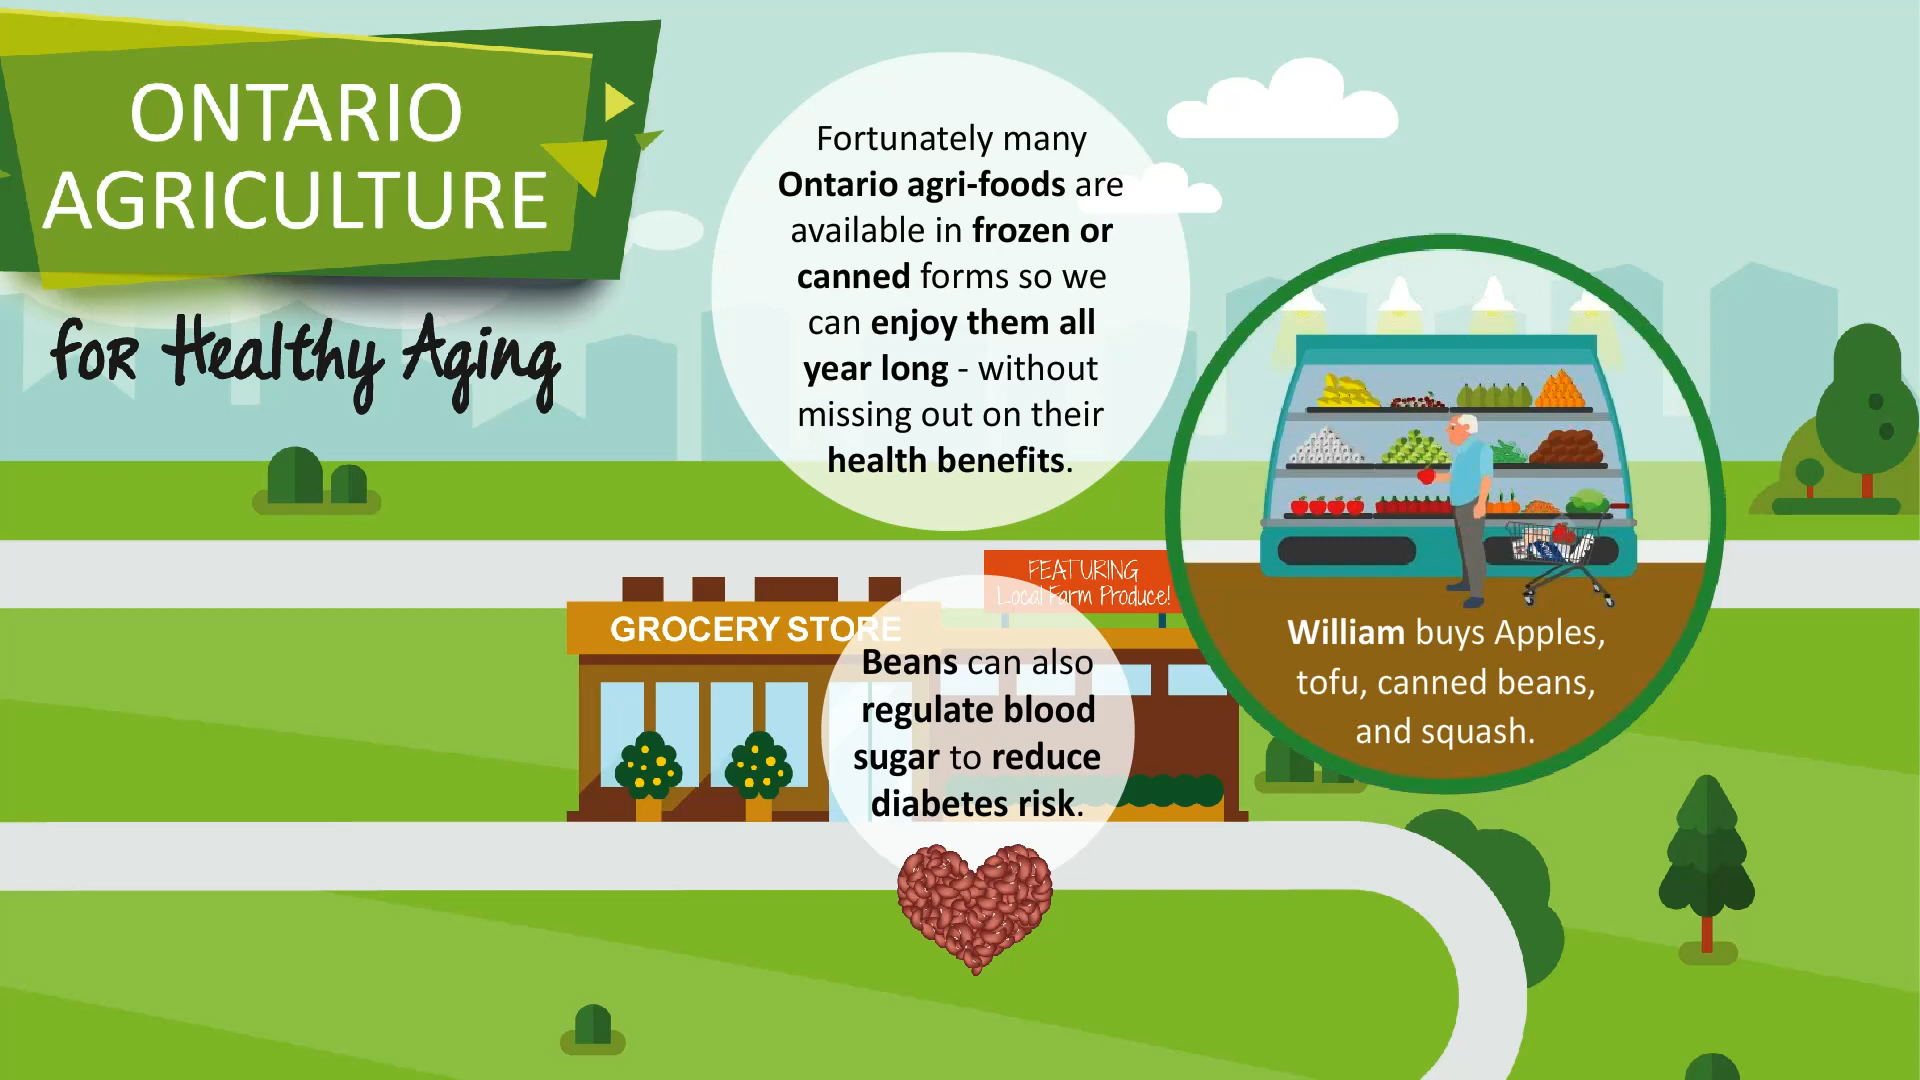 ONTARIO
AGRICULTURE
for Healthy Aging
Fortunately many
Ontario agri-foods are
available in frozen or
canned forms so we
can enjoy them all
year long - without
missing out on their
health benefits.
FEATURING
Local Farm Produce!
GROCERY STORE
Beans can also
regulate blood
sugar to reduce
diabetes risk.
William buys Apples,
tofu, canned beans,
and squash.